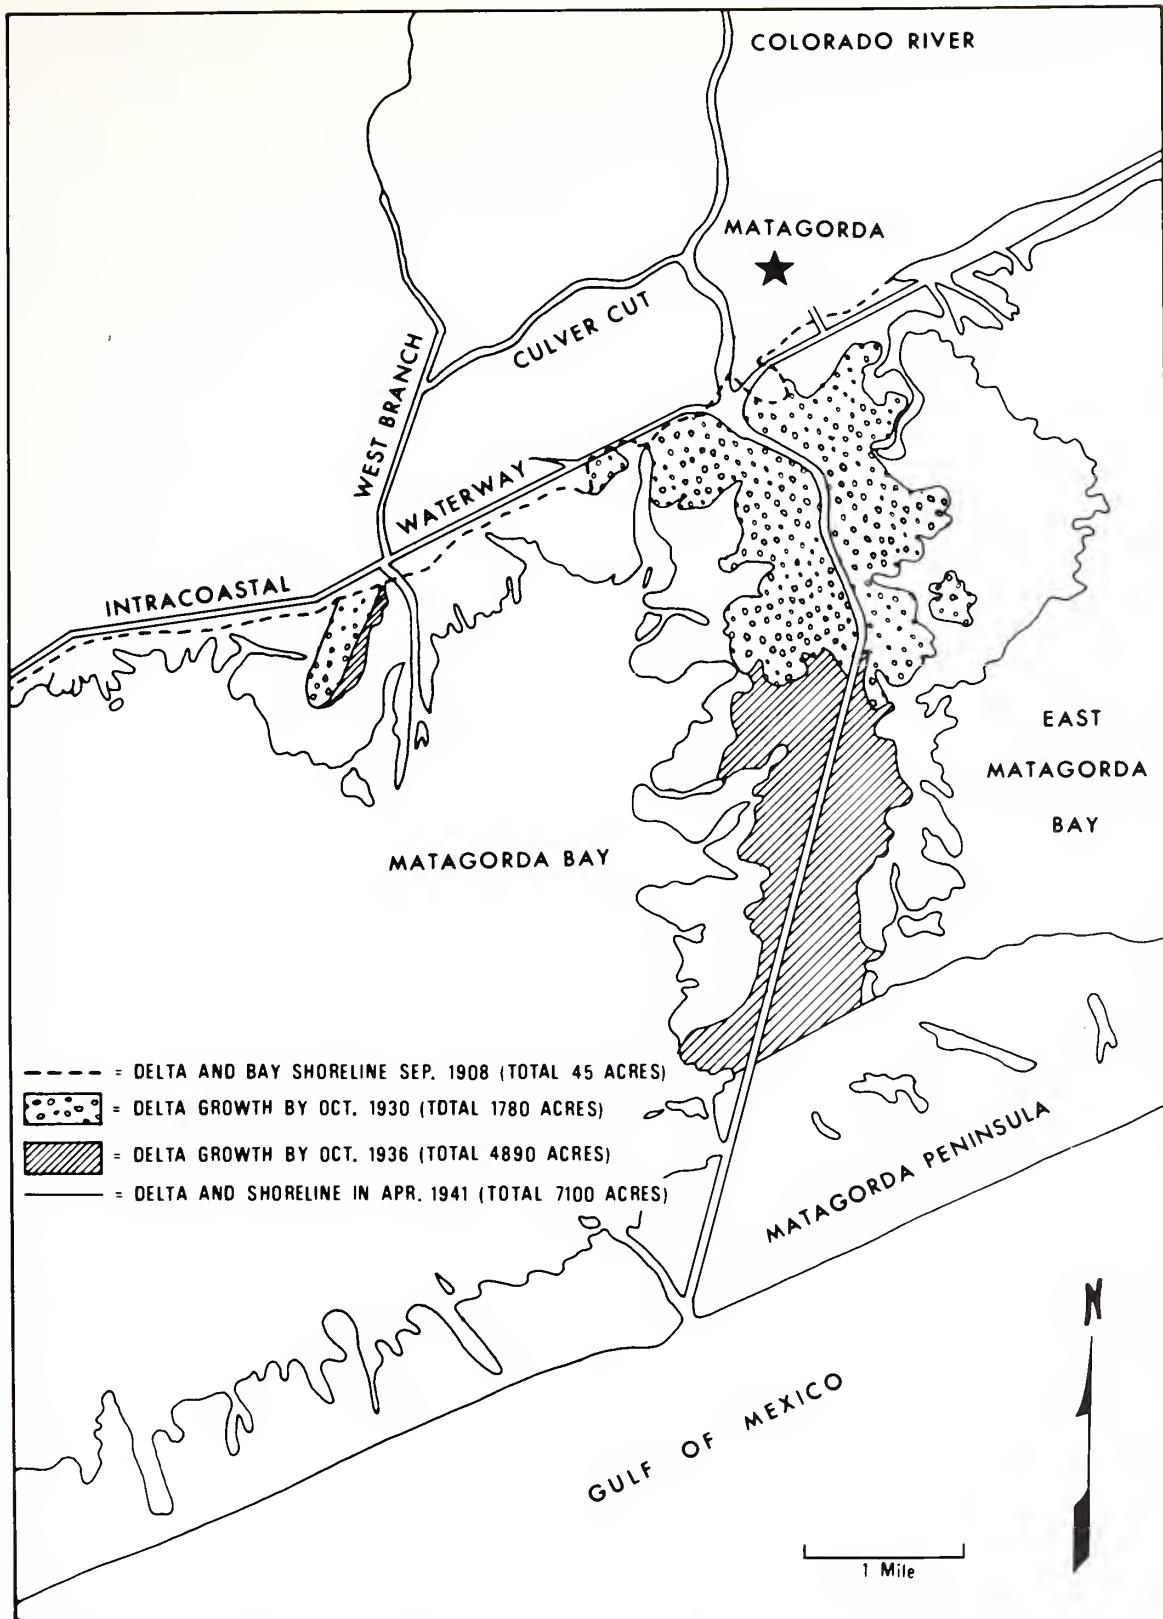 COLORADO RIVER
MATAGORDA
CULVER CUT
WEST BRANCH
WATERWAY
INTRACOASTAL
EAST
MATAGORDA
BAY
MATAGORDA BAY
= DELTA AND BAY SHORELINE SEP. 1908 (TOTAL 45 ACRES)
= DELTA GROWTH BY OCT. 1930 (TOTAL 1780 ACRES)
= DELTA GROWTH BY OCT. 1936 (TOTAL 4890 ACRES)
= DELTA AND SHORELINE IN APR. 1941 (TOTAL 7100 ACRES)
MATAGORDA PENINSULA
N
GULF OF MEXICO
1 Mile